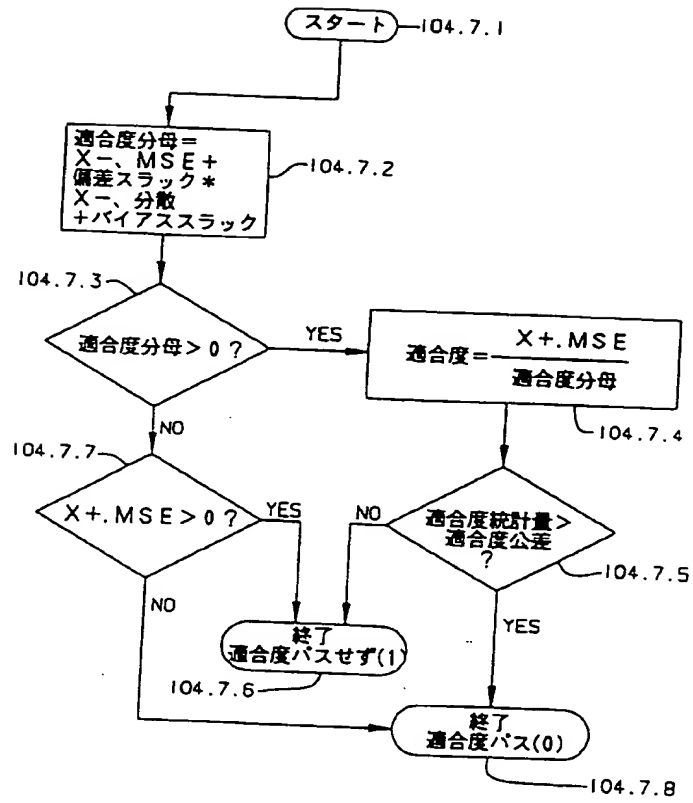 スタート
104.7.1
適合度分母=
X-、MSE+
偏差スラック*
X-、分散
+バイアススラック
104.7.2
104.7.3
適合度分母>0?
YES
適合度=
X+.MSE
適合度分母
104.7.4
NO
104.7.7
X+.MSE>0?
YES
NO
適合度統計量>
適合度公差
?
104.7.5
NO
YES
終了
適合度パスせず(1)
104.7.6
終了
適合度パス(0)
104.7.8